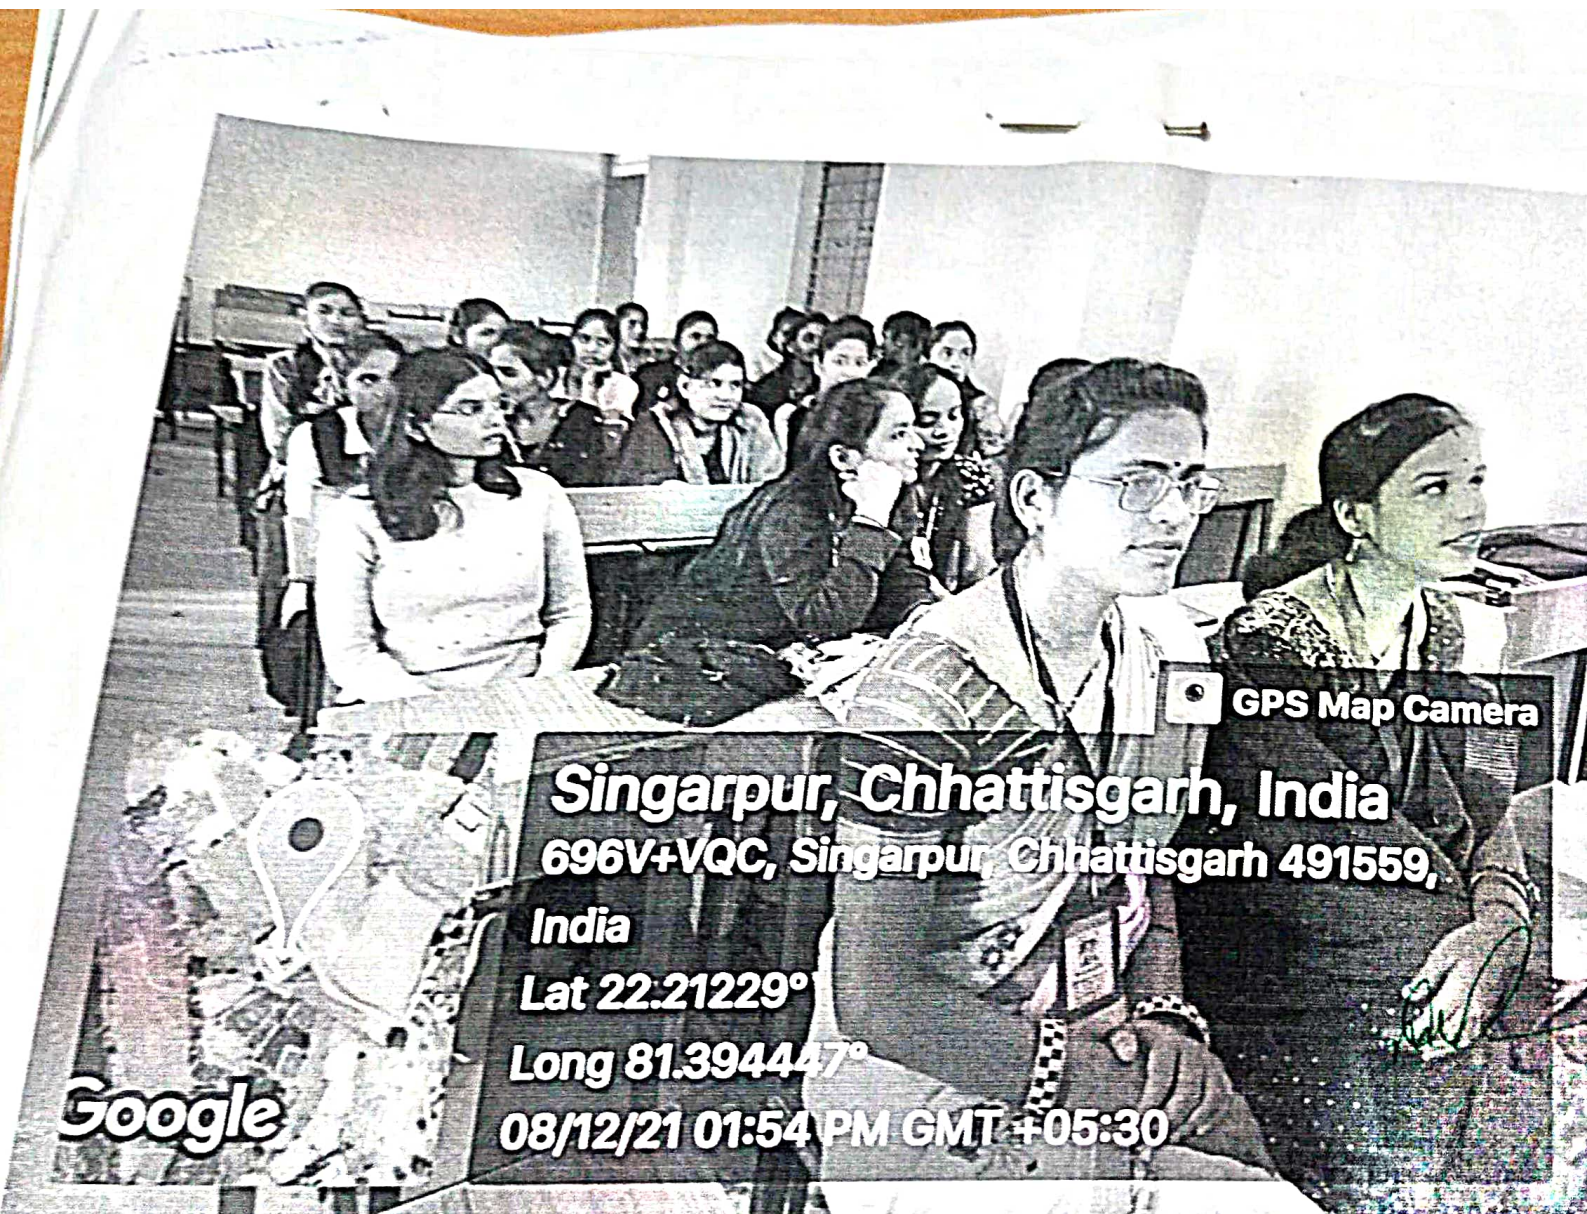 GPS Map Camera
Singarpur, Chhattisgarh, India
696V+VQC, Singarpur, Chhattisgarh 491559,
India
Lat 22.21229°
Long 81.394447°
08/12/21 01:54 PM GMT +05:30
Google